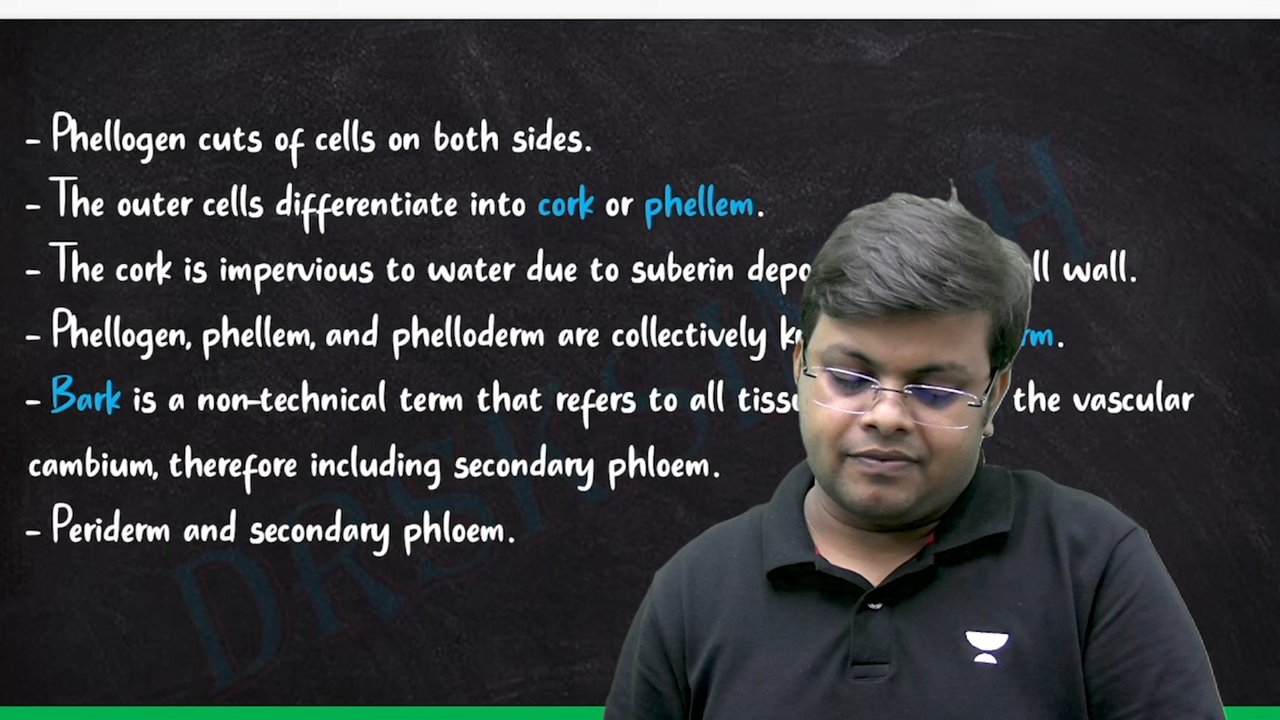 - Phellogen cuts of cells on both sides.
- The outer cells differentiate into cork or phellem.
- The cork is impervious to water due to suberin depo ll wall.
- Phellogen, phellem, and phelloderm are collectively k rm.
- Bark is a non-technical term that refers to all tiss the vascular
cambium, therefore including secondary phloem.
- Periderm and secondary phloem.